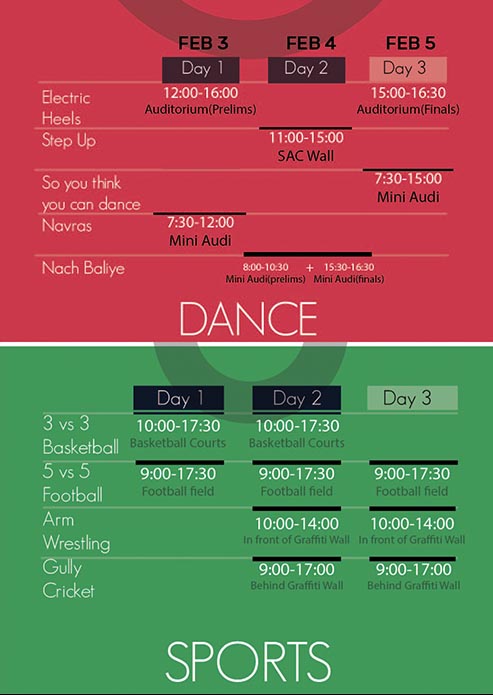 FEB 3 FEB 4 FEB 5
Day 1 Day 2 Day 3
Electric Heels 12:00-16:00 15:00-16:30
Auditorium(Prelims) Auditorium(Finals)
Step Up 11:00-15:00
SAC Wall
So you think you can dance 7:30-15:00
Mini Audi
Navras 7:30-12:00
Mini Audi
Nach Baliye 8:00-10:30 + 15:30-16:30
Mini Audi(prelims) Mini Audi(finals)
DANCE
Day 1 Day 2 Day 3
3 vs 3 Basketball 10:00-17:30 10:00-17:30
Basketball Courts Basketball Courts
5 vs 5 Football 9:00-17:30 9:00-17:30 9:00-17:30
Football field Football field Football field
Arm Wrestling 10:00-14:00 10:00-14:00
In front of Graffiti Wall In front of Graffiti Wall
Gully Cricket 9:00-17:00 9:00-17:00
Behind Graffiti Wall Behind Graffiti Wall
SPORTS